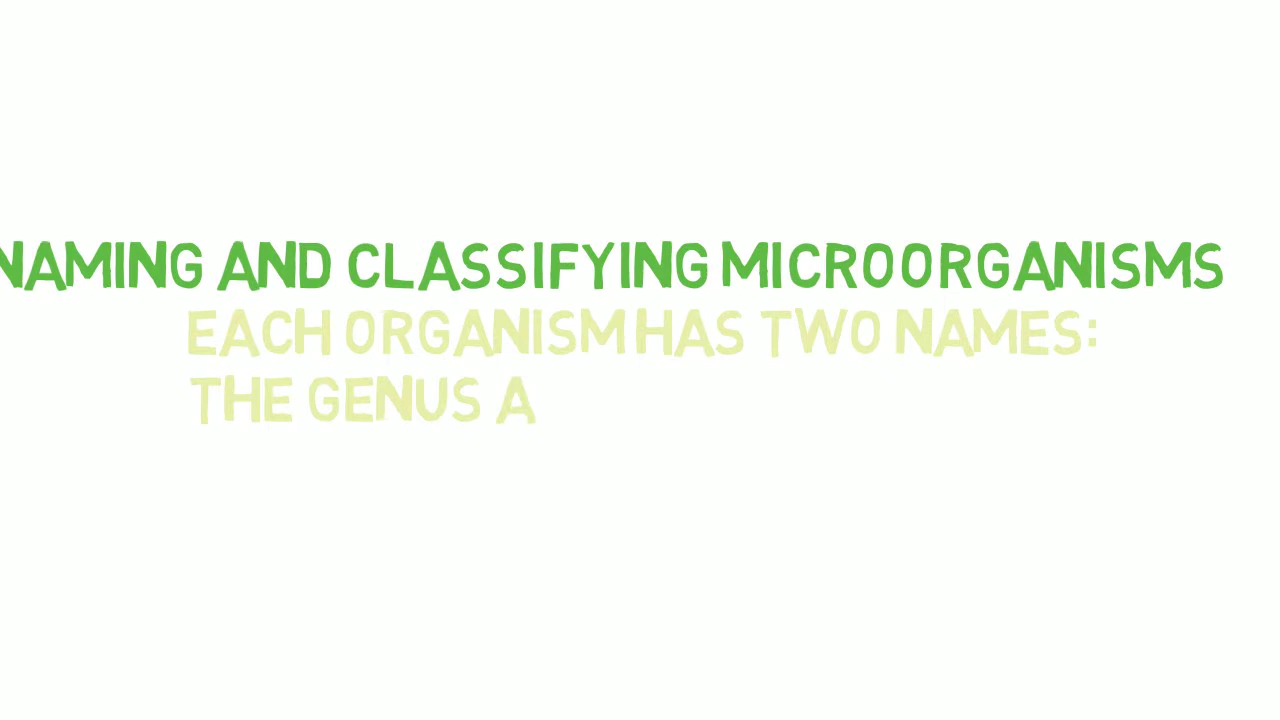 NAMING AND CLASSIFYING MICROORGANISMS
EACH ORGANISM HAS TWO NAMES:
THE GENUS A